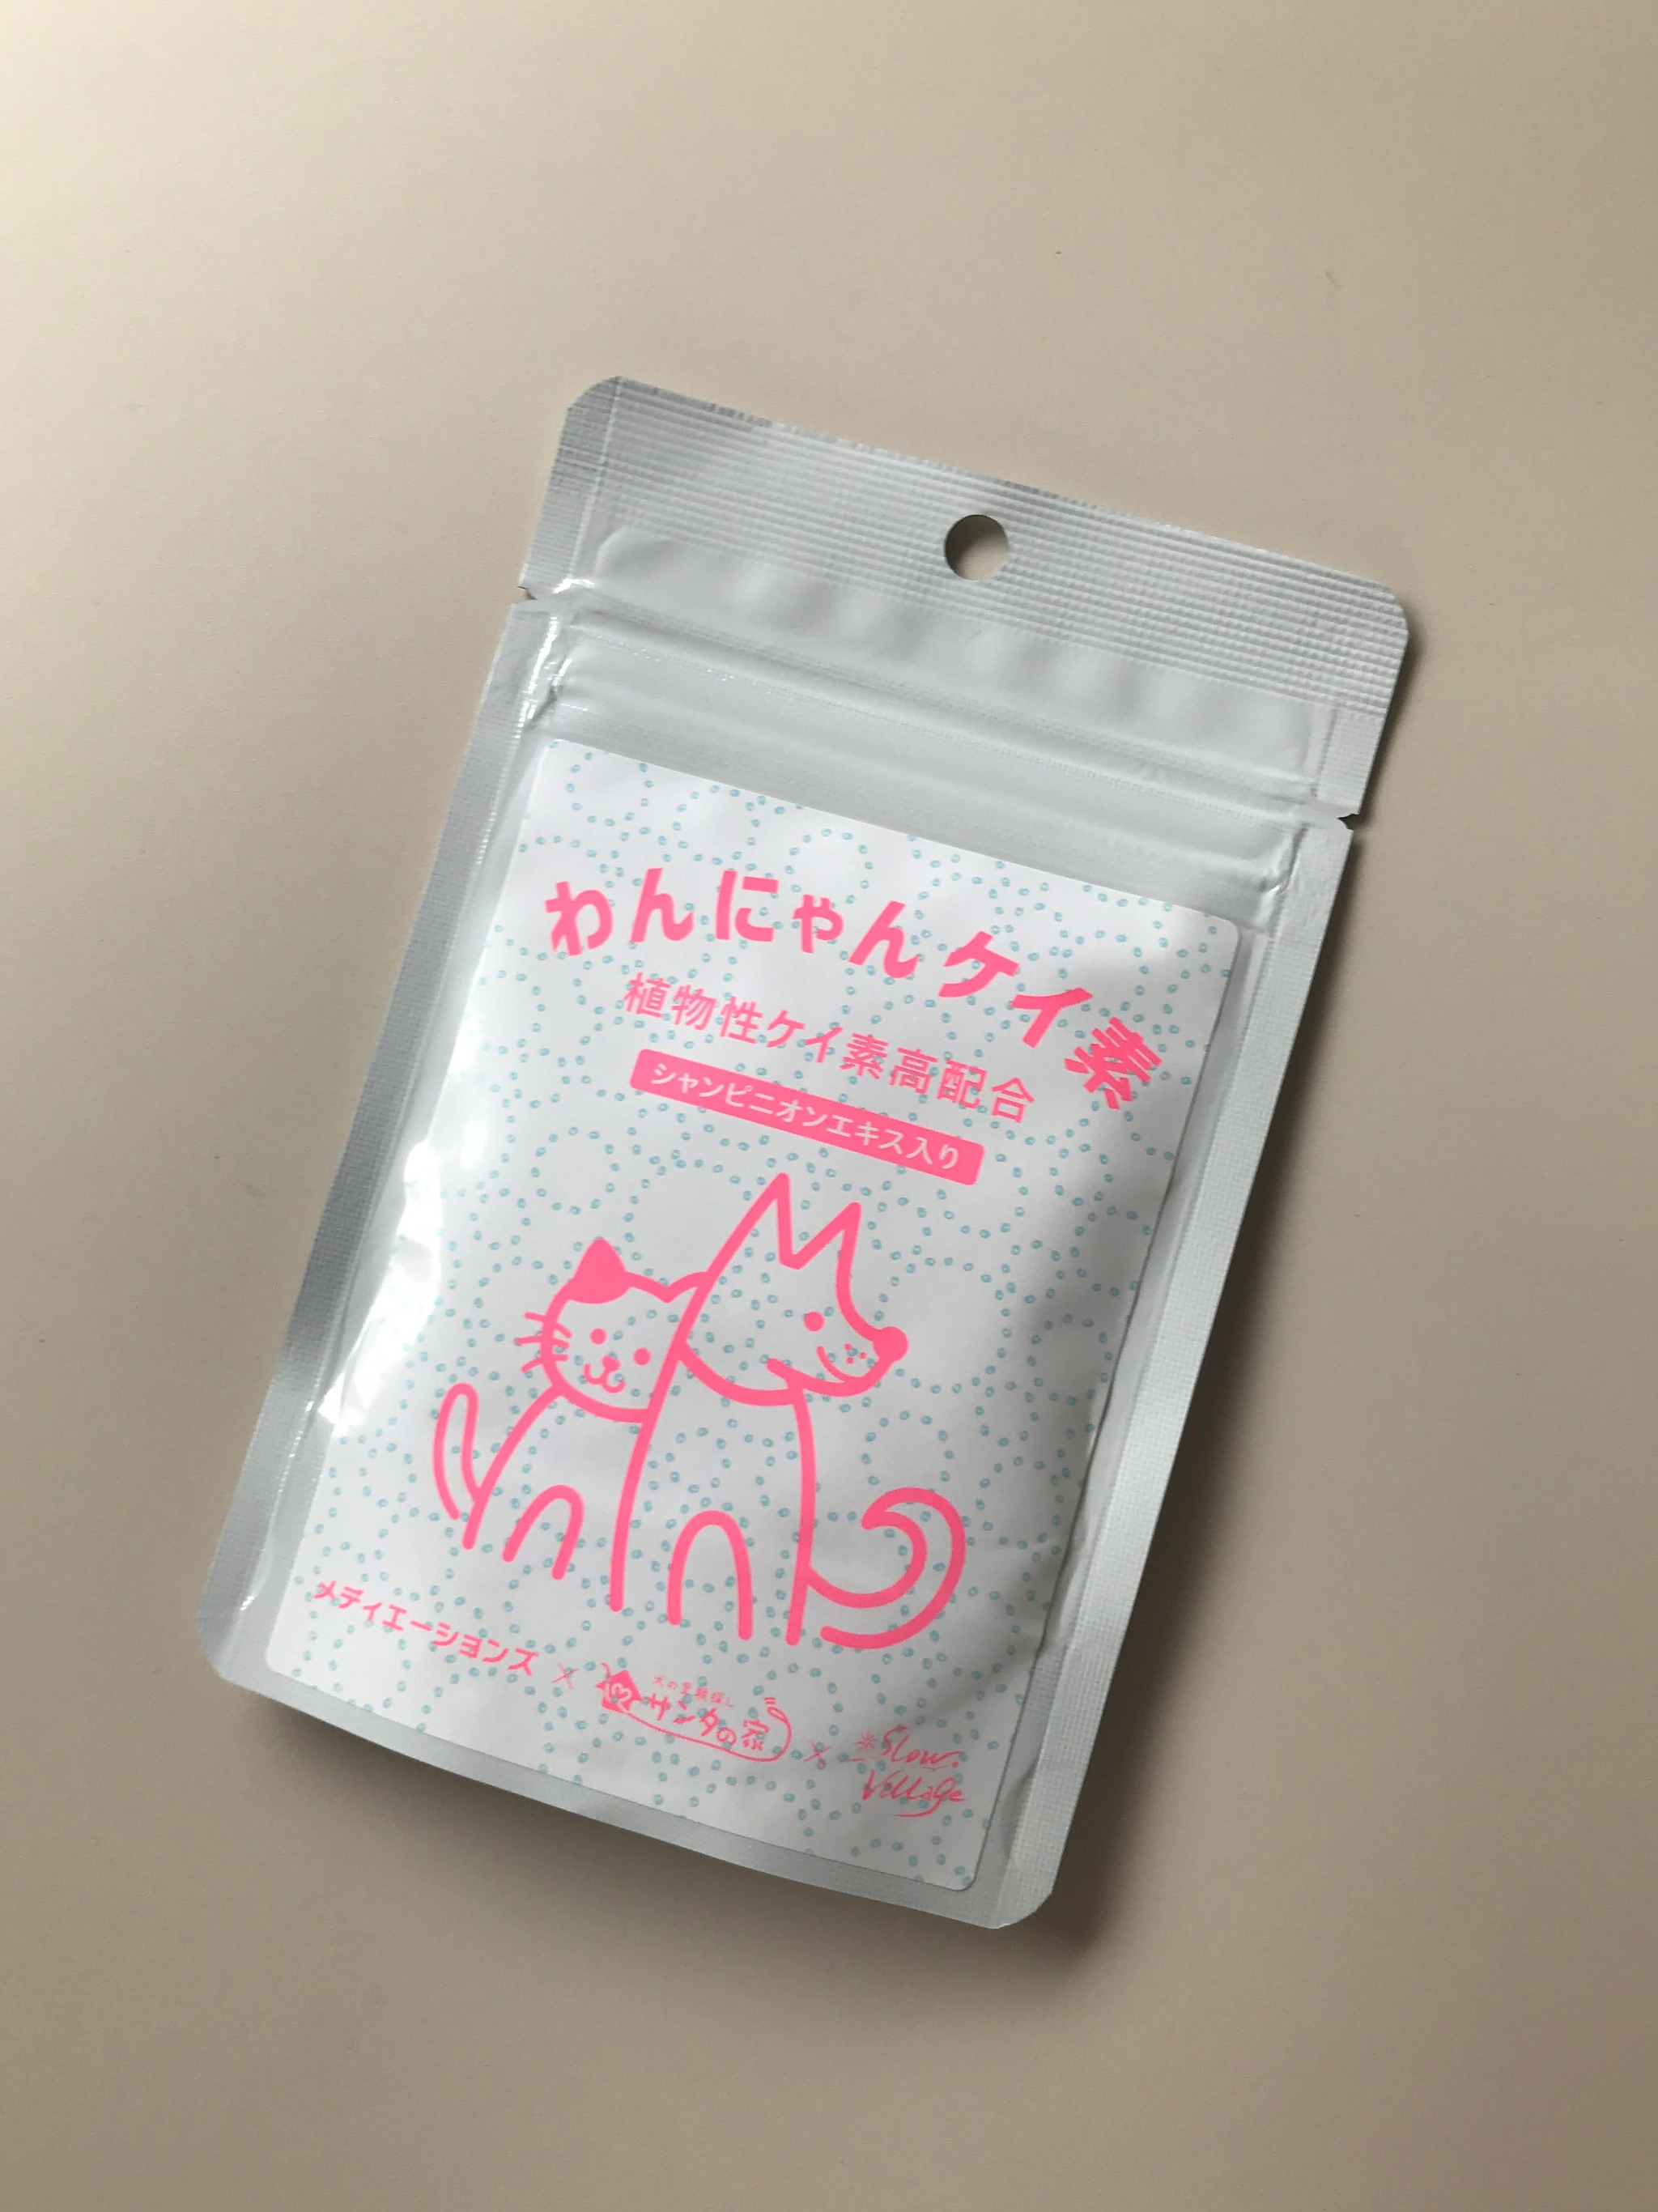 わんにゃんケイ素
植物性ケイ素高配合
シャンピニオンエキス入り
メディエーションズ × 犬の里親探し キンタの家 × Slow Village